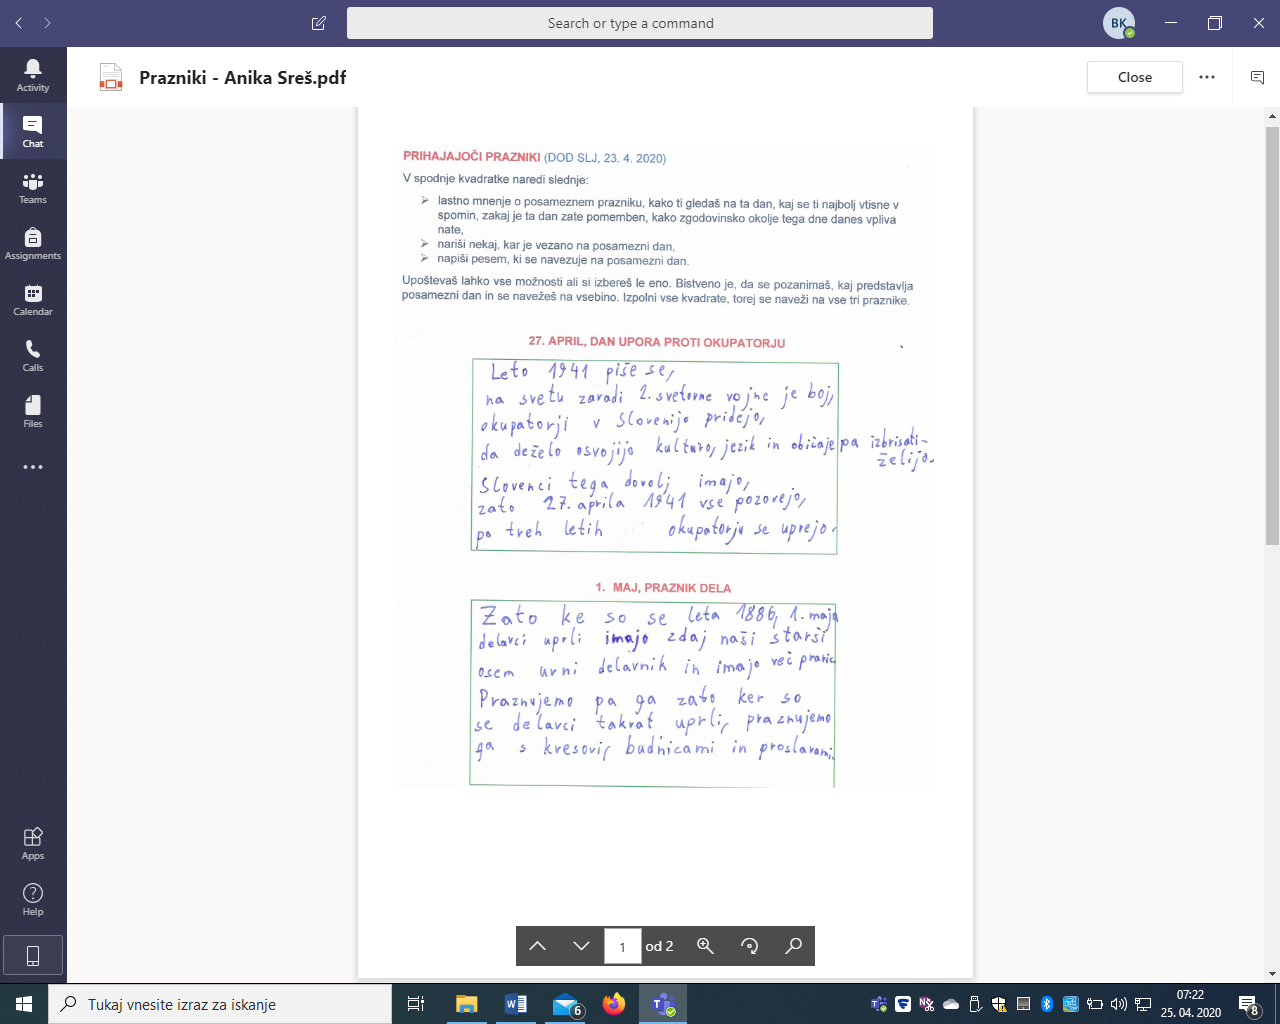 Search or type a command
BK
Activity
Chat
Teams
Assignments
Calendar
Calls
Files
Apps
Help
Prazniki - Anika Sreš.pdf
Close
PRIHAJAJOČI PRAZNIKI (DOD SLJ, 23. 4. 2020)
V spodnje kvadratke naredi slednje:
lastno mnenje o posameznem prazniku, kako ti gledaš na ta dan, kaj se ti najbolj vtisne v
spomin, zakaj je ta dan zate pomemben, kako zgodovinsko okolje tega dne danes vpliva
nate,
nariši nekaj, kar je vezano na posamezni dan,
napiši pesem, ki se navezuje na posamezni dan.
Upoštevaš lahko vse možnosti ali si izbereš le eno. Bistveno je, da se pozanimaš, kaj predstavlja
posamezni dan in se navežeš na vsebino. Izpolni vse kvadrate, torej se naveži na vse tri praznike.
27. APRIL, DAN UPORA PROTI OKUPATORJU
Leto 1941 piše se,
na svetu zaradi 2. svetovne vojne je boj,
okupatorji v Slovenijo pridejo,
da deželo osvojijo kulturo, jezik in običaje pa izbrisati
želijo.
Slovenci tega dovolj imajo,
zato 27. aprila 1941 vse pozovejo,
po treh letih okupatorju se uprejo.
1. MAJ, PRAZNIK DELA
Zato ke so se leta 1886, 1. maja
delavci uprli imajo zdaj naši starši
osem urni delavnik in imajo več pravic
Praznujemo pa ga zato ker so
se delavci takrat uprli, praznujemo
ga s kresovi, budnicami in proslavami.
1 od 2
Tukaj vnesite izraz za iskanje
6
07:22
25. 04. 2020
8